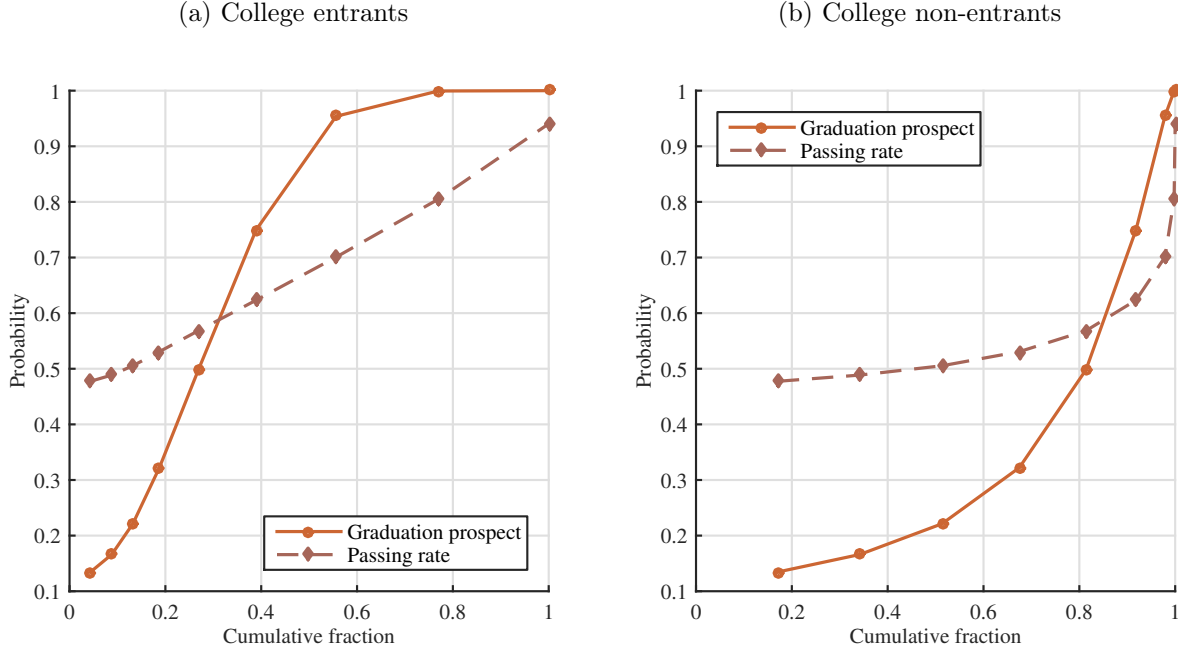 (a) College entrants
1
0.9
0.8
0.7
0.6
0.5
0.4
0.3
0.2
0.1
Probability
0 0.2 0.4 0.6 0.8 1
Cumulative fraction
Graduation prospect
Passing rate
(b) College non-entrants
1
0.9
0.8
0.7
0.6
0.5
0.4
0.3
0.2
0.1
Probability
0 0.2 0.4 0.6 0.8 1
Cumulative fraction
Graduation prospect
Passing rate